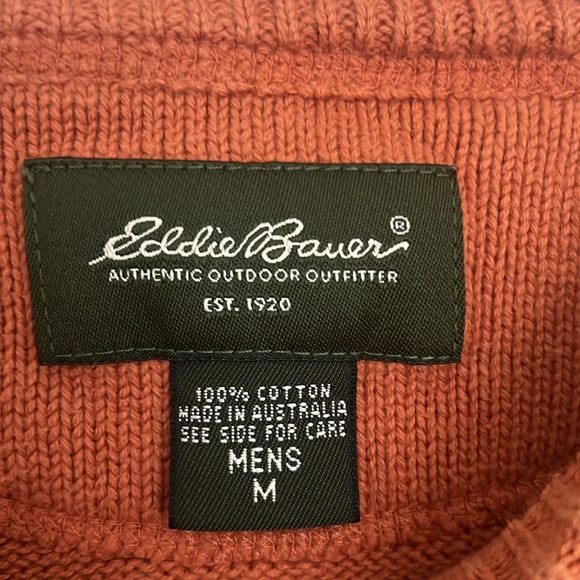 Eddie Bauer®
AUTHENTIC OUTDOOR OUTFITTER
EST. 1920
100% COTTON
MADE IN AUSTRALIA
SEE SIDE FOR CARE
MENS
M